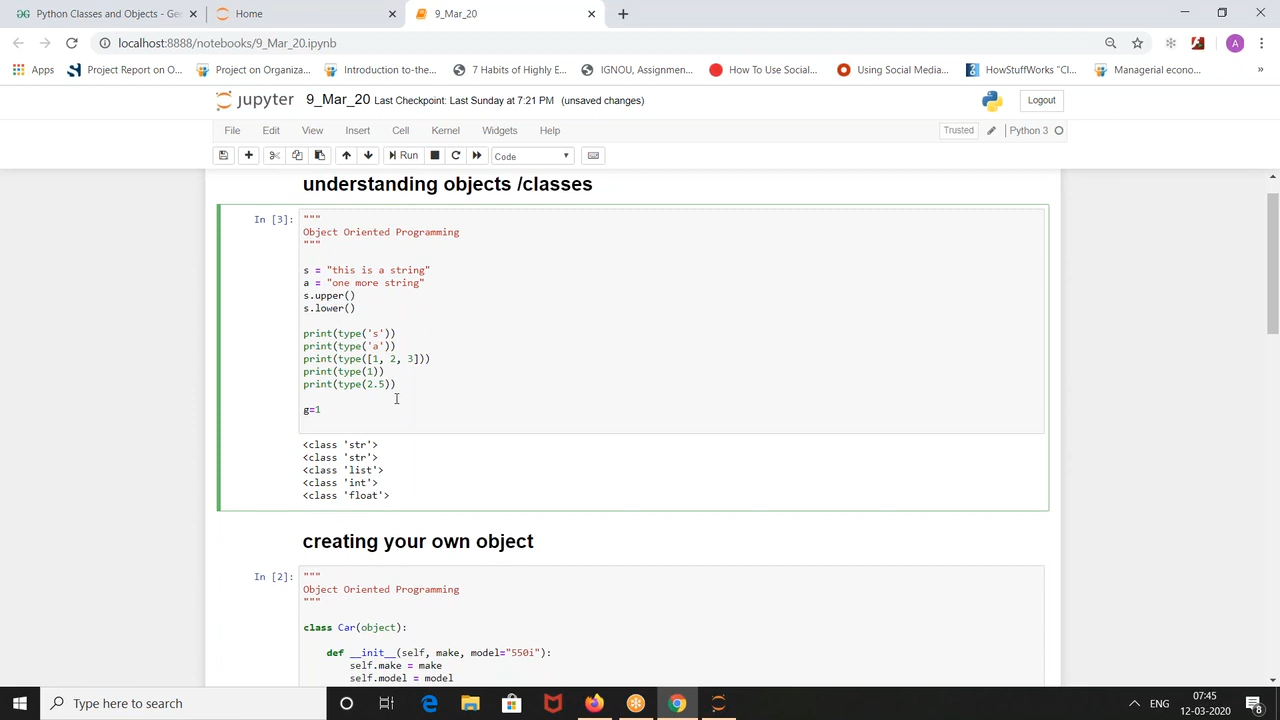 Python Classes and Objects - Gee
Home
9_Mar_20
localhost:8888/notebooks/9_Mar_20.ipynb
A
Apps
Project Report on O...
Project on Organiza...
Introduction to-the...
7 Habits of Highly E...
IGNOU, Assignmen...
How To Use Social...
Using Social Media...
HowStuffWorks "Cl...
Managerial econo...
»
jupyter 9_Mar_20 Last Checkpoint: Last Sunday at 7:21 PM (unsaved changes)
Logout
File Edit View Insert Cell Kernel Widgets Help
Trusted
Python 3
Run
Code
understanding objects /classes
In [3]:
"""
Object Oriented Programming
"""
s = "this is a string"
a = "one more string"
s.upper()
s.lower()
print(type('s'))
print(type('a'))
print(type([1, 2, 3]))
print(type(1))
print(type(2.5))
g=1
<class 'str'>
<class 'str'>
<class 'list'>
<class 'int'>
<class 'float'>
creating your own object
In [2]:
"""
Object Oriented Programming
"""
class Car(object):
def __init__(self, make, model="550i"):
self.make = make
self.model = model
Type here to search
ENG
07:45
12-03-2020
8